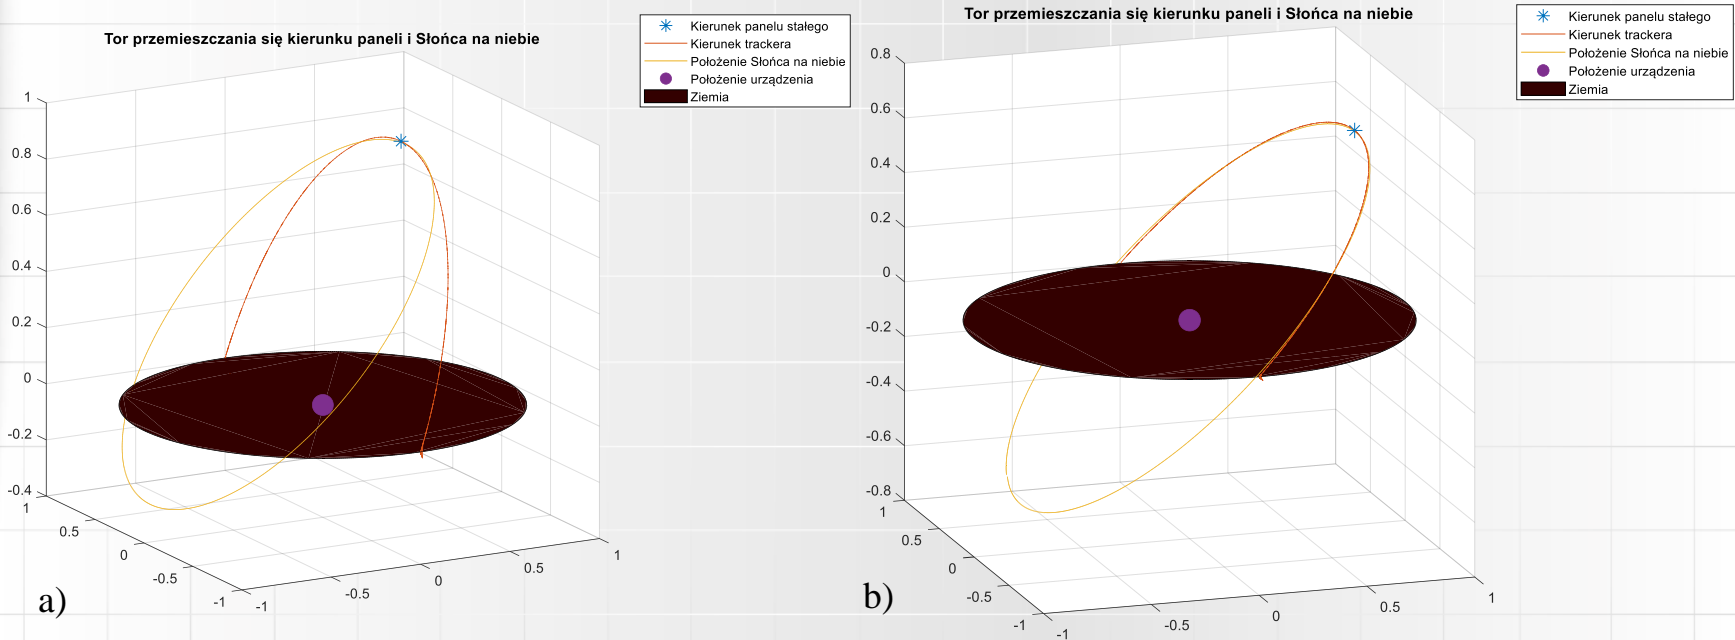 Tor przemieszczania się kierunku paneli i Słońca na niebie
Kierunek panelu stałego
Kierunek trackera
Położenie Słońca na niebie
Położenie urządzenia
Ziemia
1
0.8
0.6
0.4
0.2
0
-0.2
-0.4
1
0.5
0
-0.5
-1
-1
-0.5
0
0.5
1
a)
Tor przemieszczania się kierunku paneli i Słońca na niebie
Kierunek panelu stałego
Kierunek trackera
Położenie Słońca na niebie
Położenie urządzenia
Ziemia
0.8
0.6
0.4
0.2
0
-0.2
-0.4
-0.6
-0.8
1
0.5
0
-0.5
-1
-1
-0.5
0
0.5
1
b)